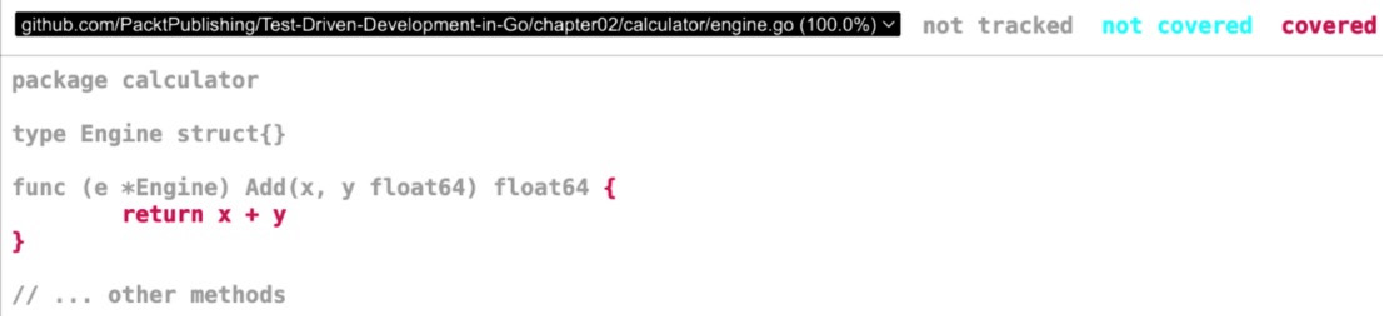 github.com/PacktPublishing/Test-Driven-Development-in-Go/chapter02/calculator/engine.go (100.0%) not tracked not covered covered
package calculator
type Engine struct{}
func (e *Engine) Add(x, y float64) float64 {
return x + y
}
// ... other methods